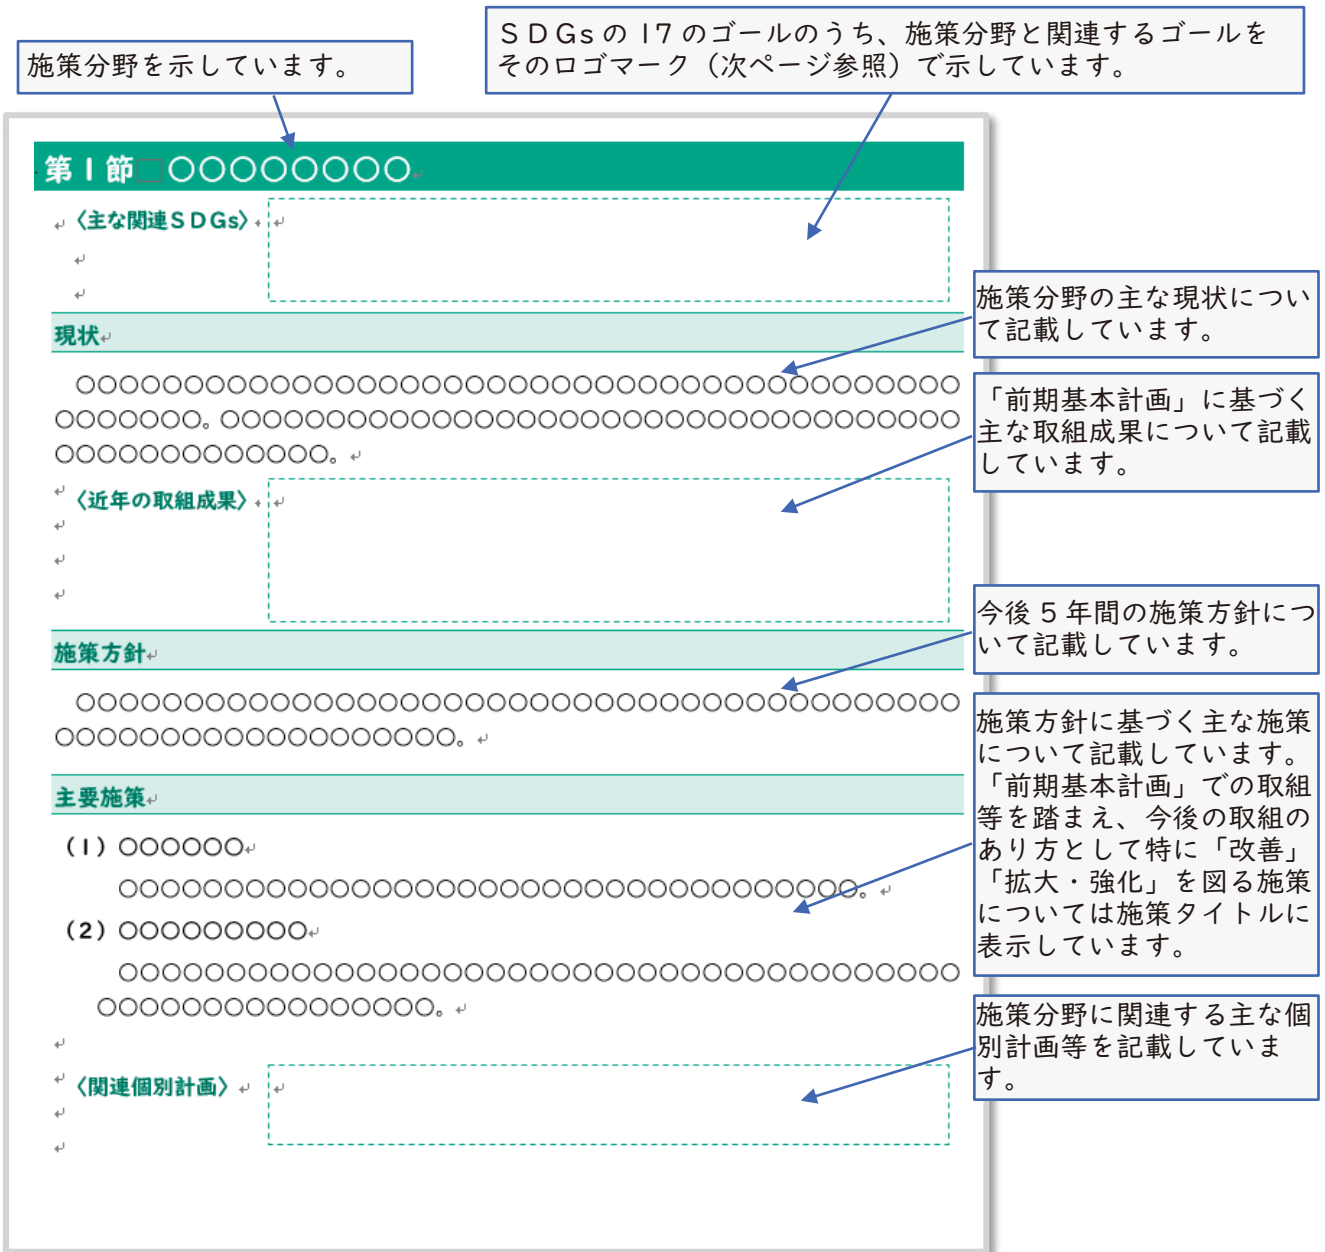 施策分野を示しています。
ＳＤＧｓの17のゴールのうち、施策分野と関連するゴールを
そのロゴマーク（次ページ参照）で示しています。
第１節□○○○○○○○○
〈主な関連ＳＤＧs〉
現状
施策分野の主な現状につい
て記載しています。
○○○○○○○○○○○○○○○○○○○○○○○○○○○○○○○○○○○○○○○○○
○○○○○○○○。○○○○○○○○○○○○○○○○○○○○○○○○○○○○○○○○○○
○○○○○○○○○○○○○。
「前期基本計画」に基づく
主な取組成果について記載
しています。
〈近年の取組成果〉
施策方針
今後５年間の施策方針につ
いて記載しています。
○○○○○○○○○○○○○○○○○○○○○○○○○○○○○○○○○○○○○○○○○
○○○○○○○○○○○○○○○○○○○。
主要施策
施策方針に基づく主な施策
について記載しています。
「前期基本計画」での取組
等を踏まえ、今後の取組の
あり方として特に「改善」
「拡大・強化」を図る施策
については施策タイトルに
表示しています。
（１）○○○○○○
○○○○○○○○○○○○○○○○○○○○○○○○○○○○○○○○○○。
（２）○○○○○○○○○
○○○○○○○○○○○○○○○○○○○○○○○○○○○○○○○○○○○○○○○
○○○○○○○○○○○○○○○○。
〈関連個別計画〉
施策分野に関連する主な個
別計画等を記載していま
す。